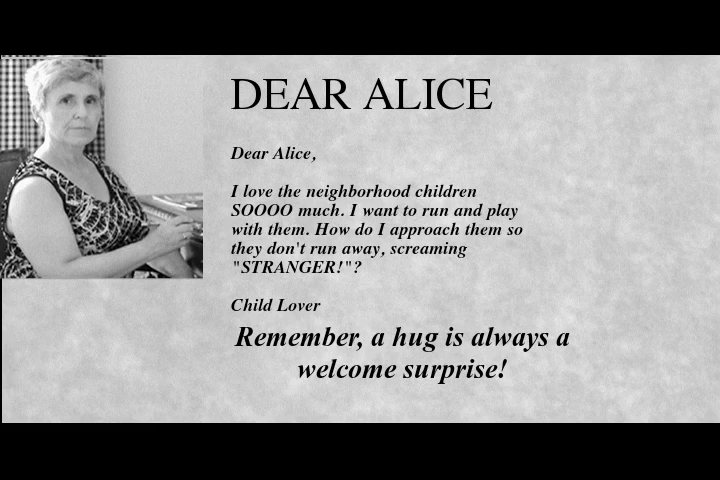 DEAR ALICE
Dear Alice,
I love the neighborhood children
SOOOO much. I want to run and play
with them. How do I approach them so
they don't run away, screaming
"STRANGER!"?
Child Lover
Remember, a hug is always a
welcome surprise!